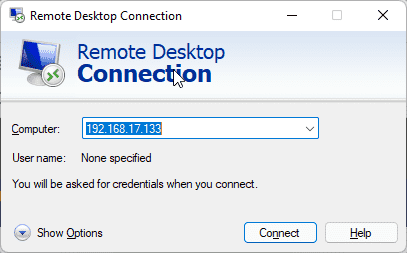 Remote Desktop Connection
Remote Desktop
Connection
Computer: 192.168.17.133
User name: None specified
You will be asked for credentials when you connect.
Show Options Connect Help